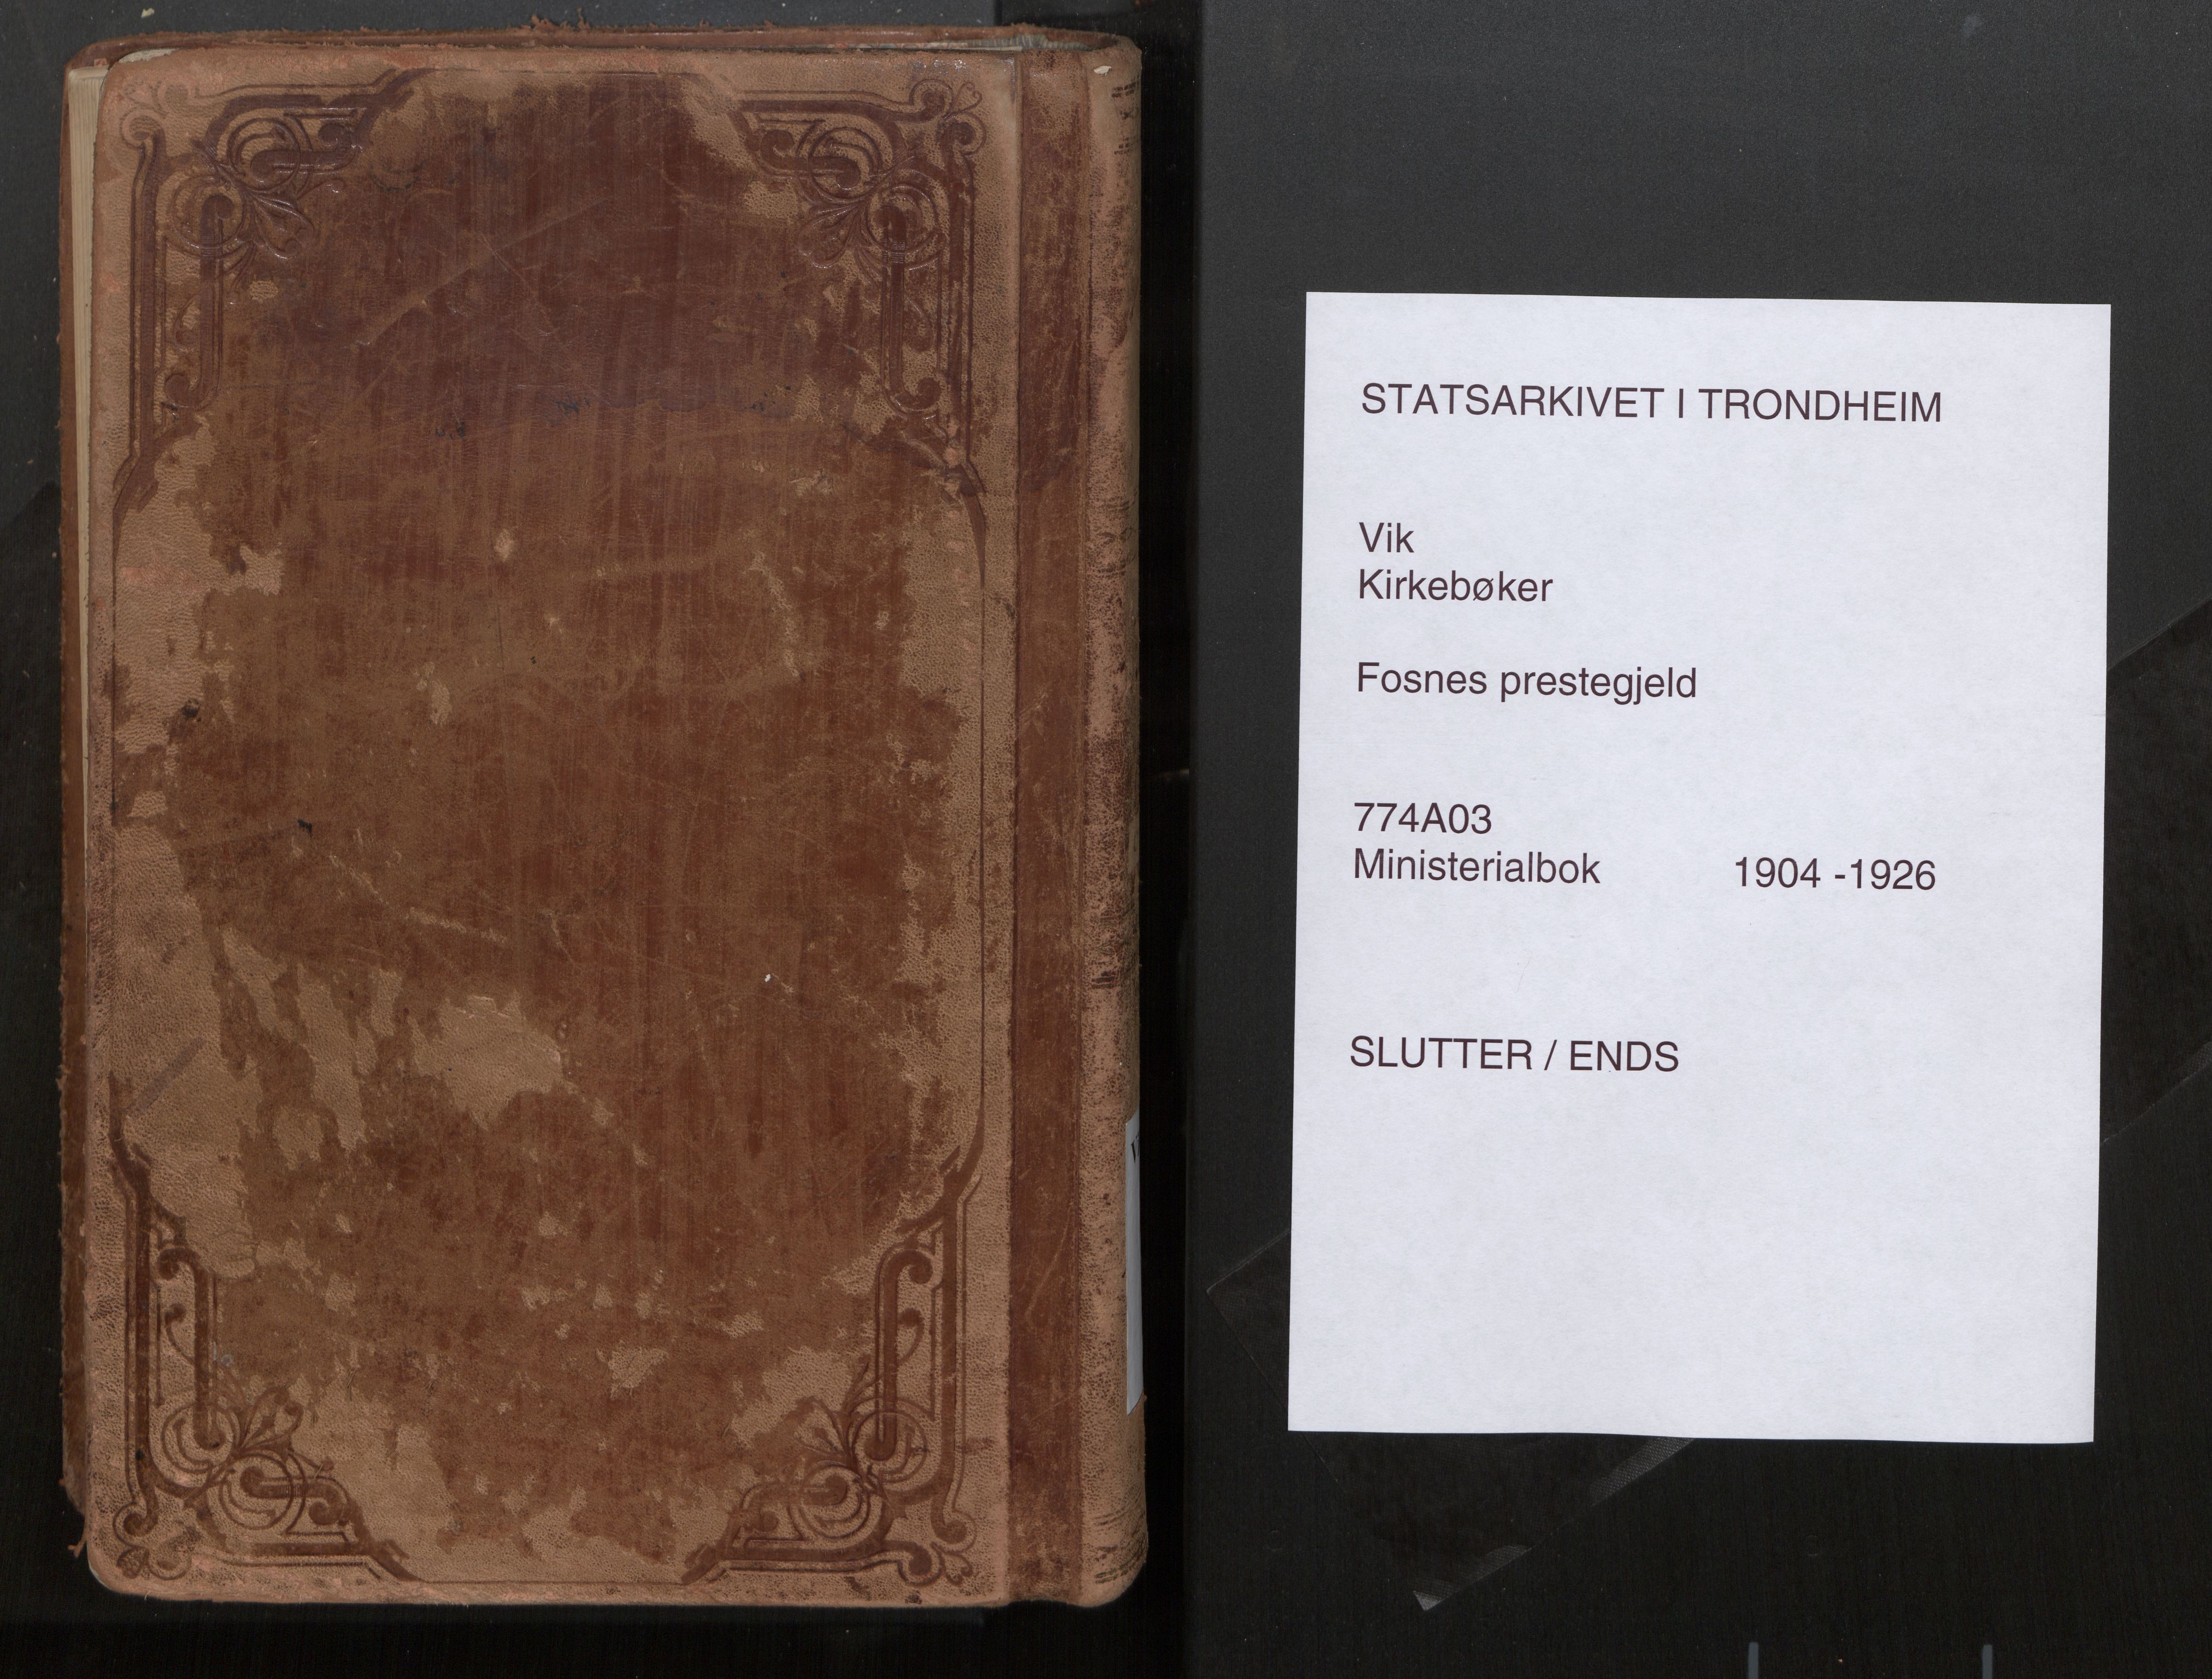 STATSARKIVET I TRONDHEIM
Vik
Kirkebøker
Fosnes prestegjeld
774A03
Ministerialbok 1904 -1926
SLUTTER / ENDS